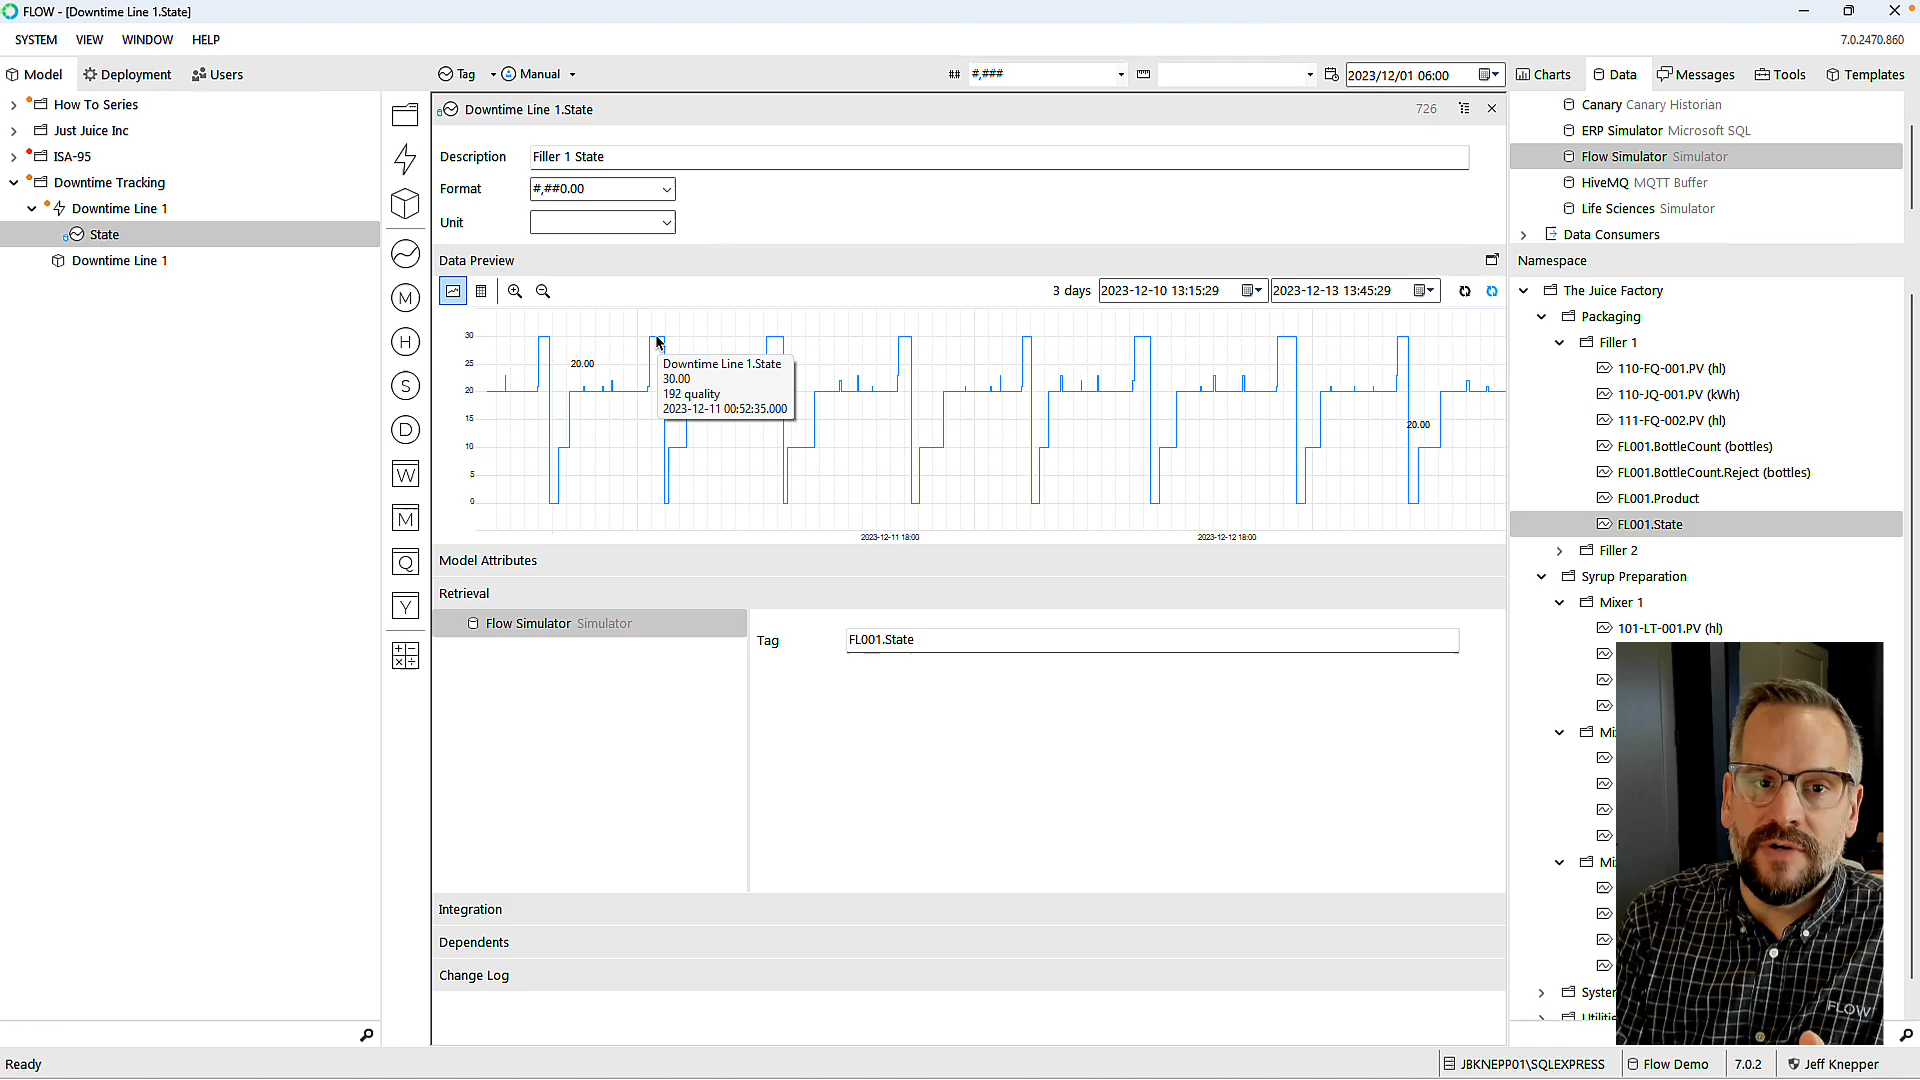 FLOW - [Downtime Line 1.State]
SYSTEM VIEW WINDOW HELP
7.0.2470.860
Model Deployment Users
Tag Manual
#,###
2023/12/01 06:00
Charts Data Messages Tools Templates
How To Series
Just Juice Inc
ISA-95
Downtime Tracking
Downtime Line 1
State
Downtime Line 1
M
H
S
D
W
M
Q
Y
Downtime Line 1.State
726
Description Filler 1 State
Format #,##0.00
Unit
Data Preview
3 days 2023-12-10 13:15:29 2023-12-13 13:45:29
30
25
20
15
10
5
0
20.00
Downtime Line 1.State
30.00
192 quality
2023-12-11 00:52:35.000
20.00
2023-12-11 18:00
2023-12-12 18:00
Model Attributes
Retrieval
Flow Simulator Simulator
Tag FL001.State
Integration
Dependents
Change Log
Canary Canary Historian
ERP Simulator Microsoft SQL
Flow Simulator Simulator
HiveMQ MQTT Buffer
Life Sciences Simulator
Data Consumers
Namespace
The Juice Factory
Packaging
Filler 1
110-FQ-001.PV (hl)
110-JQ-001.PV (kWh)
111-FQ-002.PV (hl)
FL001.BottleCount (bottles)
FL001.BottleCount.Reject (bottles)
FL001.Product
FL001.State
Filler 2
Syrup Preparation
Mixer 1
101-LT-001.PV (hl)
Mi
Mi
System
Utilitie
FLOW
Ready
JBKNEPP01\SQLEXPRESS
Flow Demo
7.0.2
Jeff Knepper